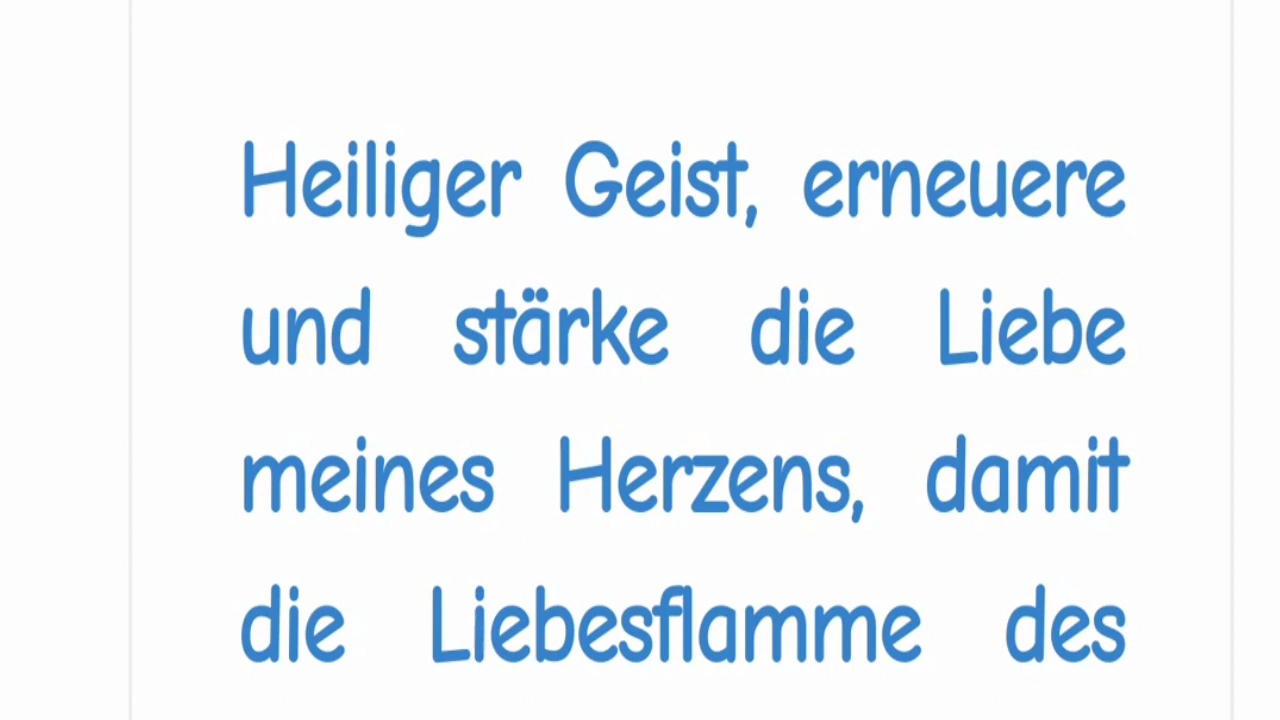 Heiliger Geist, erneuere
und stärke die Liebe
meines Herzens, damit
die Liebesflamme des